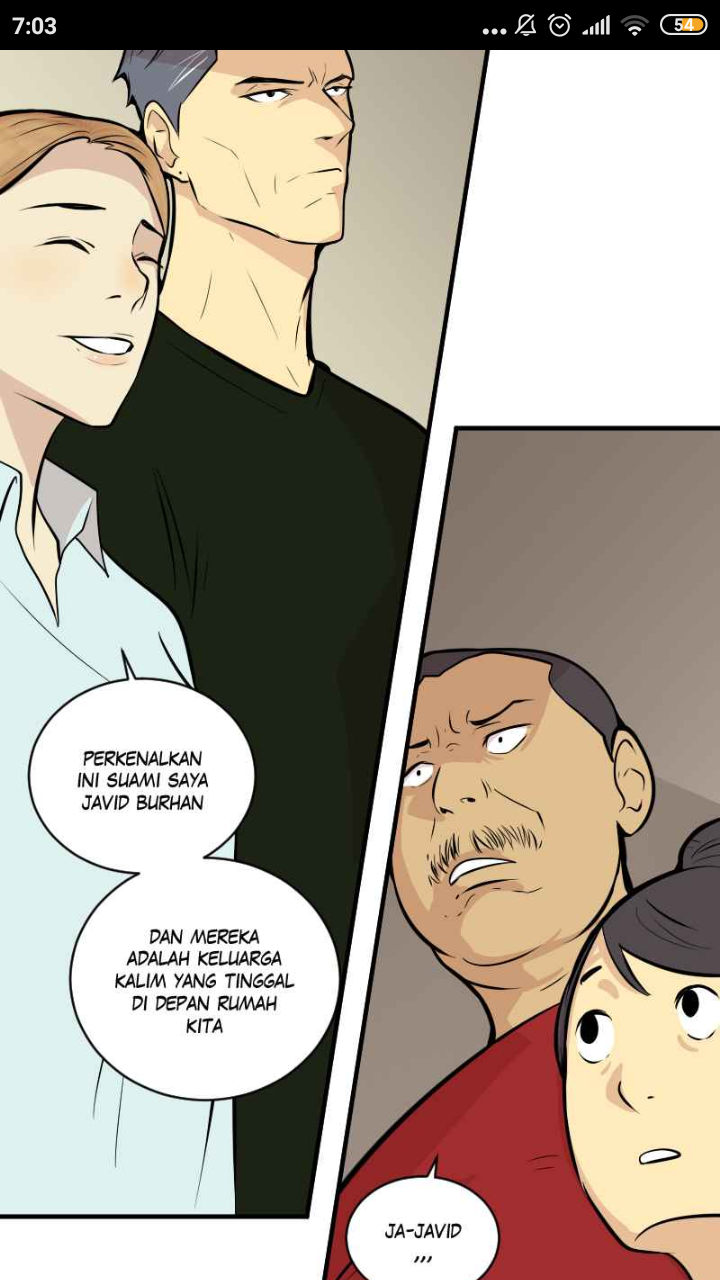 7:03
54
PERKENALKAN
INI SUAMI SAYA
JAVID BURHAN
DAN MEREKA
ADALAH KELUARGA
KALIM YANG TINGGAL
DI DEPAN RUMAH
KITA
JA-JAVID
,,,